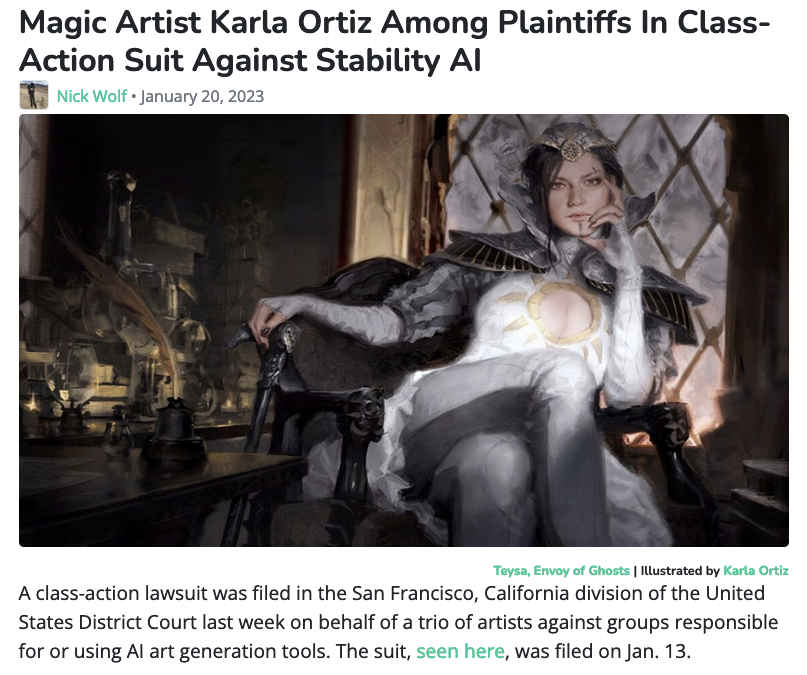 Magic Artist Karla Ortiz Among Plaintiffs In Class-
Action Suit Against Stability AI
Nick Wolf • January 20, 2023
Teysa, Envoy of Ghosts | Illustrated by Karla Ortiz
A class-action lawsuit was filed in the San Francisco, California division of the United
States District Court last week on behalf of a trio of artists against groups responsible
for or using AI art generation tools. The suit, seen here, was filed on Jan. 13.